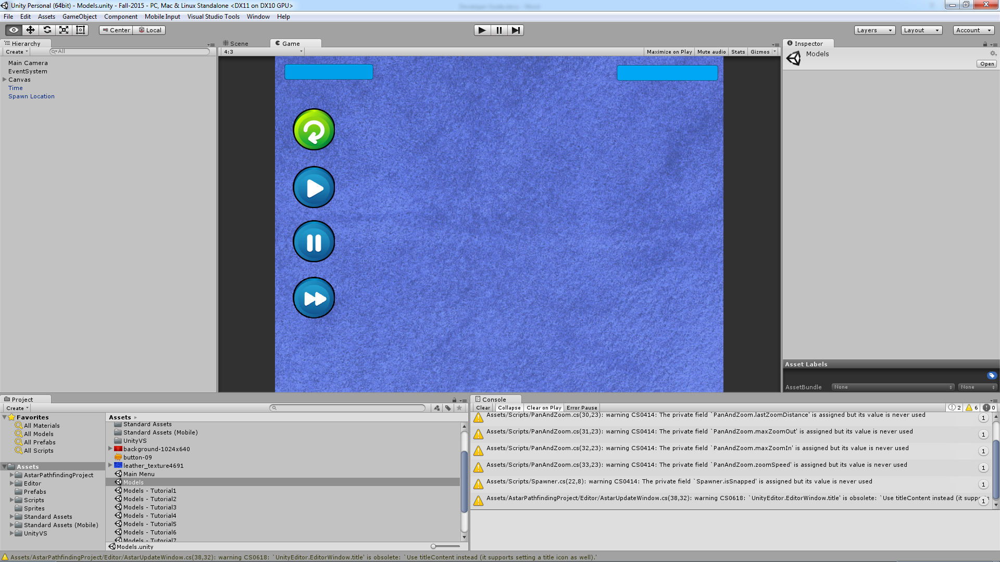 Unity Personal (64bit) - Models.unity - Fall-2015 - PC, Mac & Linux Standalone <DX11 on DX10 GPU>
File Edit Assets GameObject Component Mobile Input Visual Studio Tools Window Help
Center Local
Layers Layout Account
Hierarchy
Create All
Main Camera
EventSystem
Canvas
Time
Spawn Location
Scene Game
4:3 Maximize on Play Mute audio Stats Gizmos
Inspector
Models
Open
Asset Labels
AssetBundle None None
Project
Create
Favorites
All Materials
All Models
All Prefabs
All Scripts
Assets
AstarPathfindingProject
Editor
Prefabs
Scripts
Sprites
Standard Assets
Standard Assets (Mobile)
UnityVS
Assets
Standard Assets
Standard Assets (Mobile)
UnityVS
background-1024x640
button-09
leather_texture4691
Main Menu
Models
Models - Tutorial1
Models - Tutorial2
Models - Tutorial3
Models - Tutorial4
Models - Tutorial5
Models - Tutorial6
Models - Tutorial7
Models.unity
Console
Clear Collapse Clear on Play Error Pause 2 6 0
Assets/Scripts/PanAndZoom.cs(30,23): warning CS0414: The private field `PanAndZoom.lastZoomDistance' is assigned but its value is never used 1
Assets/Scripts/PanAndZoom.cs(31,23): warning CS0414: The private field `PanAndZoom.maxZoomOut' is assigned but its value is never used 1
Assets/Scripts/PanAndZoom.cs(32,23): warning CS0414: The private field `PanAndZoom.maxZoomIn' is assigned but its value is never used 1
Assets/Scripts/PanAndZoom.cs(33,23): warning CS0414: The private field `PanAndZoom.zoomSpeed' is assigned but its value is never used 1
Assets/Scripts/Spawner.cs(22,8): warning CS0414: The private field `Spawner.isSnapped' is assigned but its value is never used 1
Assets/AstarPathfindingProject/Editor/AstarUpdateWindow.cs(38,32): warning CS0618: `UnityEditor.EditorWindow.title' is obsolete: `Use titleContent instead (it 1
Assets/AstarPathfindingProject/Editor/AstarUpdateWindow.cs(38,32): warning CS0618: `UnityEditor.EditorWindow.title' is obsolete: `Use titleContent instead (it supports setting a title icon as well).'